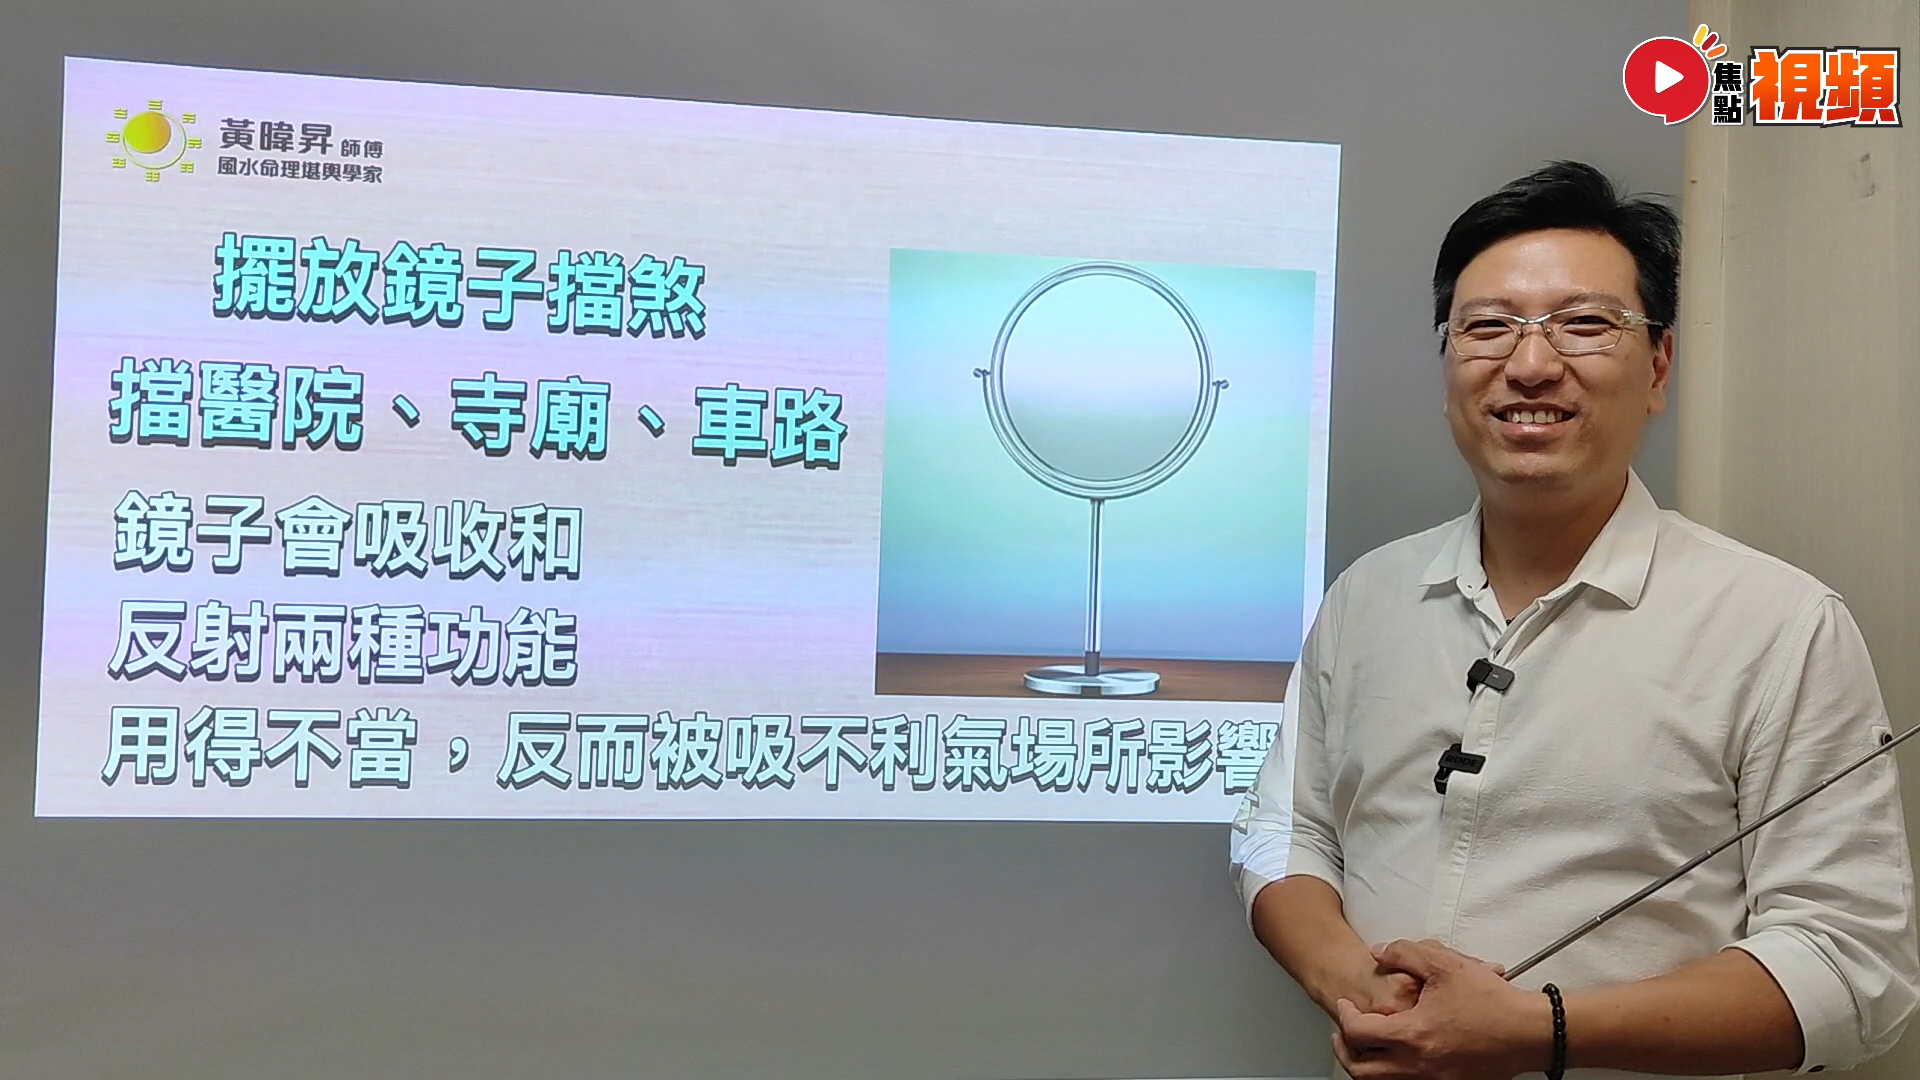 焦點視頻
黃暐昇 師傅
風水命理堪輿學家
擺放鏡子擋煞
擋醫院、寺廟、車路
鏡子會吸收和
反射兩種功能
用得不當，反而被吸不利氣場所影響
RODE